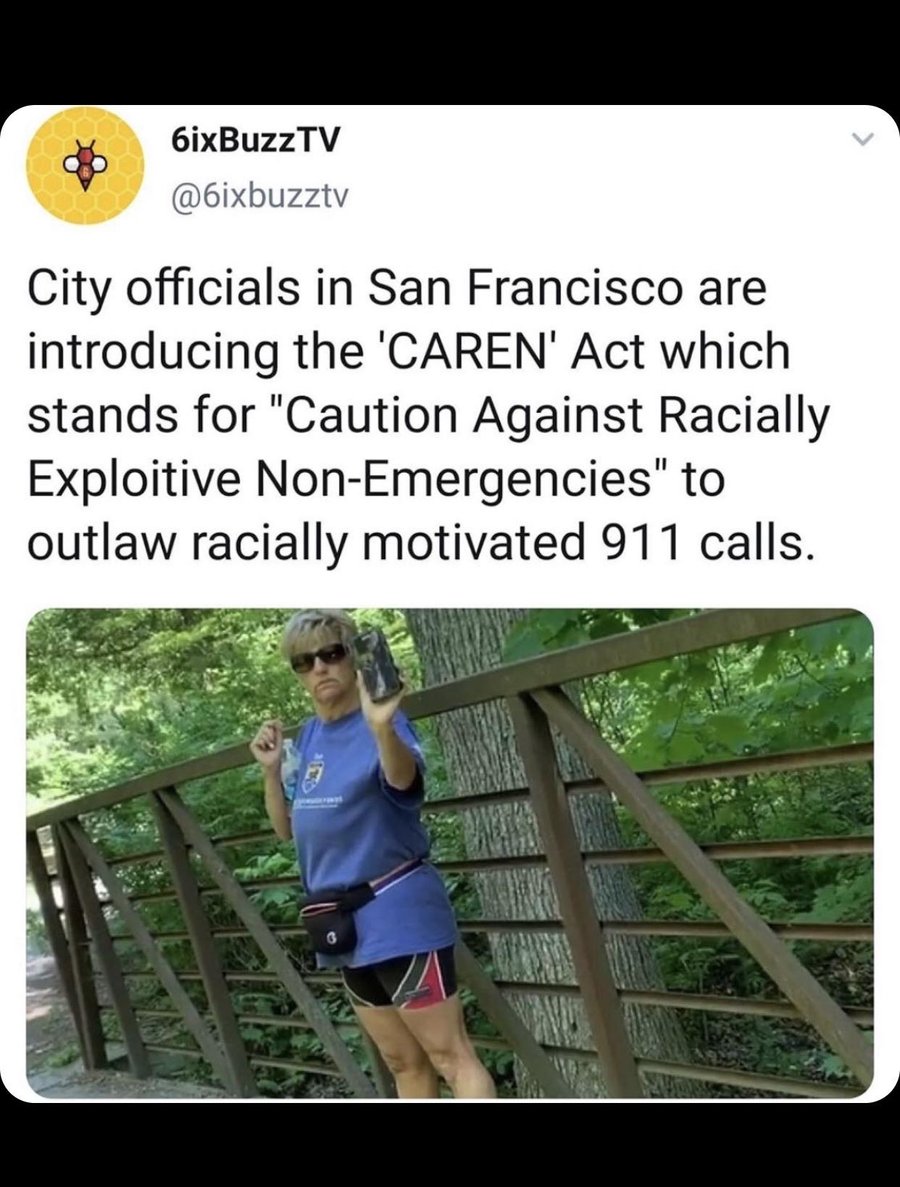 6ixBuzzTV
@6ixbuzztv
City officials in San Francisco are
introducing the 'CAREN' Act which
stands for "Caution Against Racially
Exploitive Non-Emergencies" to
outlaw racially motivated 911 calls.